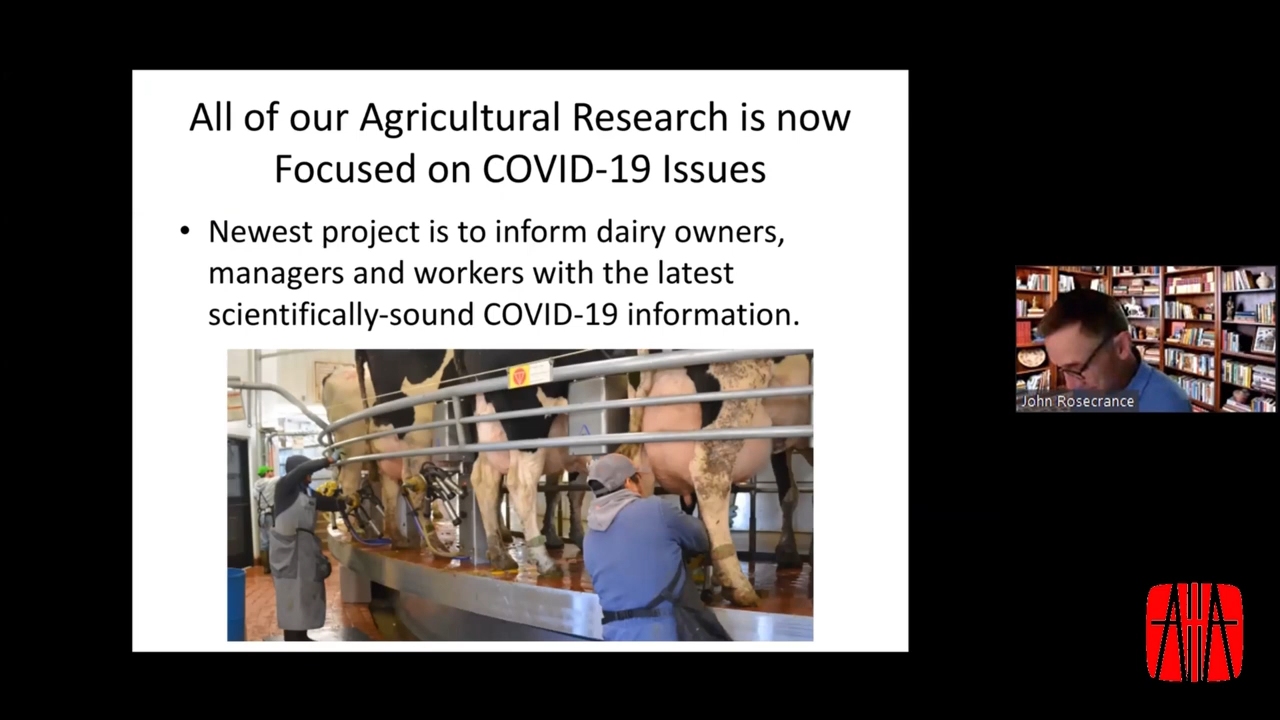 All of our Agricultural Research is now
Focused on COVID-19 Issues
• Newest project is to inform dairy owners,
managers and workers with the latest
scientifically-sound COVID-19 information.
John Rosecrance
AIHA